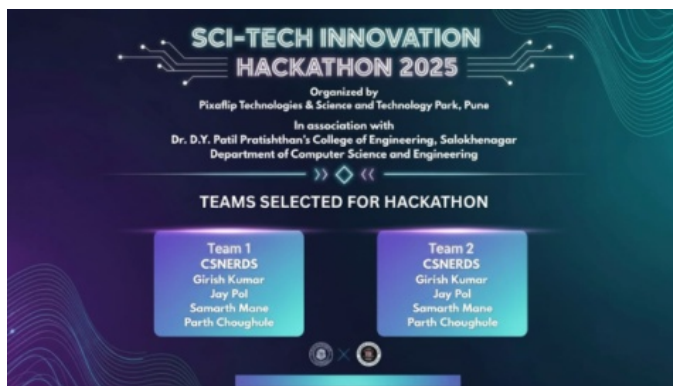 SCI-TECH INNOVATION
HACKATHON 2025
Organized by
Pixaflip Technologies & Science and Technology Park, Pune
In association with
Dr. D.Y. Patil Pratishthan's College of Engineering, Salokhenagar
Department of Computer Science and Engineering
TEAMS SELECTED FOR HACKATHON
Team 1
CSNERDS
Girish Kumar
Jay Pol
Samarth Mane
Parth Choughule
Team 2
CSNERDS
Girish Kumar
Jay Pol
Samarth Mane
Parth Choughule